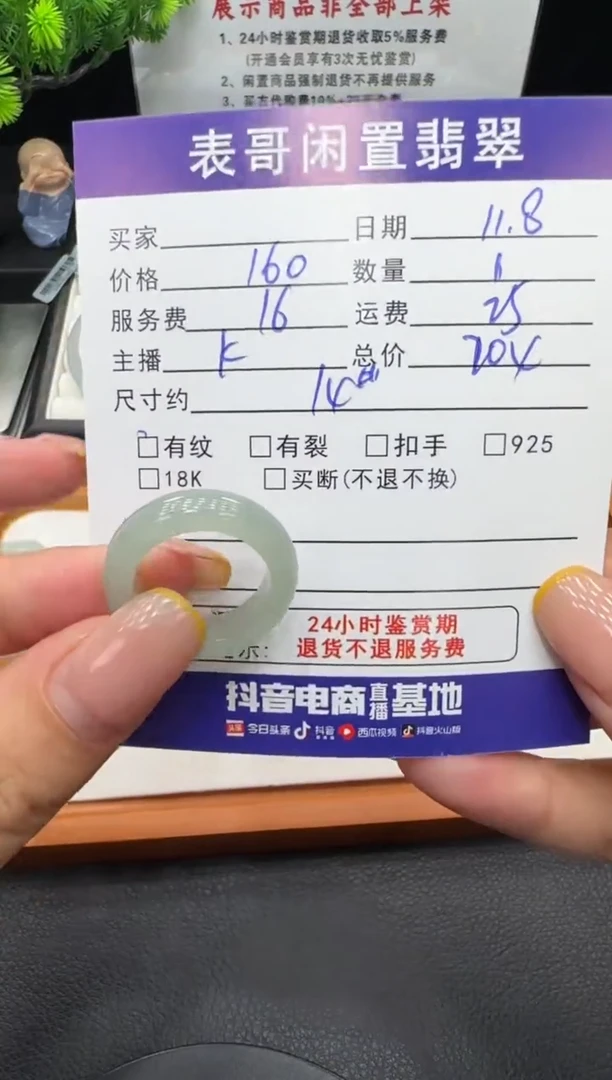 表示商品非全部上架
1、24小时鉴赏期退货收取5%服务费
(开通会员享有3次无忧鉴赏)
2、闲置商品强制退货不再提供服务
表哥闲置翡翠
买家 日期 11.8
价格 160 数量 1
服务费 16 运费 25
主播 K 总价 204
尺寸约 14
□有纹 □有裂 □扣手 □925
□18K □买断(不退不换)
24小时鉴赏期
示: 退货不退服务费
抖音电商直播基地
头条 今日头条 抖音 西瓜视频 抖音火山版